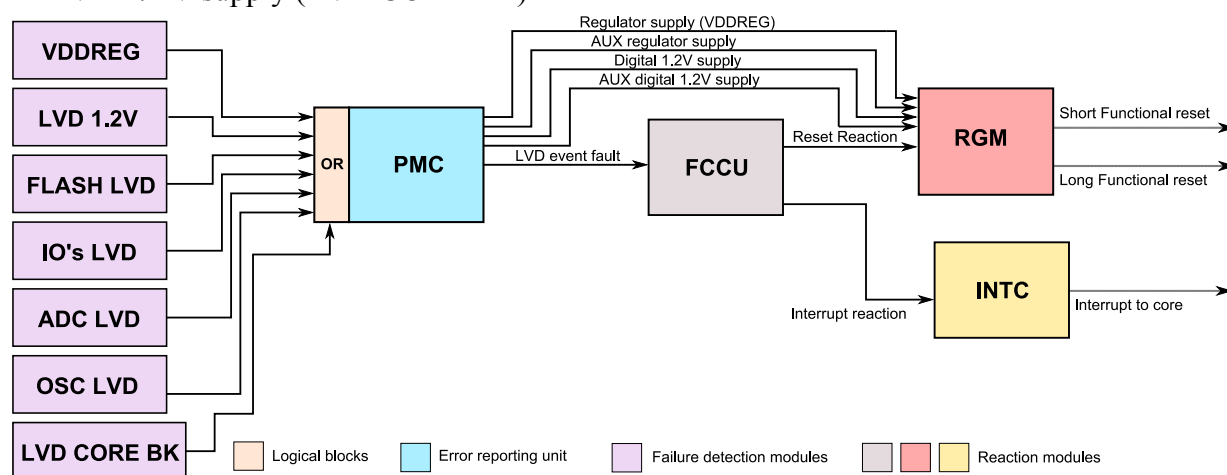 VDDREG
LVD 1.2V
FLASH LVD
IO's LVD
ADC LVD
OSC LVD
LVD CORE BK
OR
PMC
Regulator supply (VDDREG)
AUX regulator supply
Digital 1.2V supply
AUX digital 1.2V supply
LVD event fault
FCCU
Reset Reaction
Interrupt reaction
RGM
Short Functional reset
Long Functional reset
INTC
Interrupt to core
Logical blocks
Error reporting unit
Failure detection modules
Reaction modules